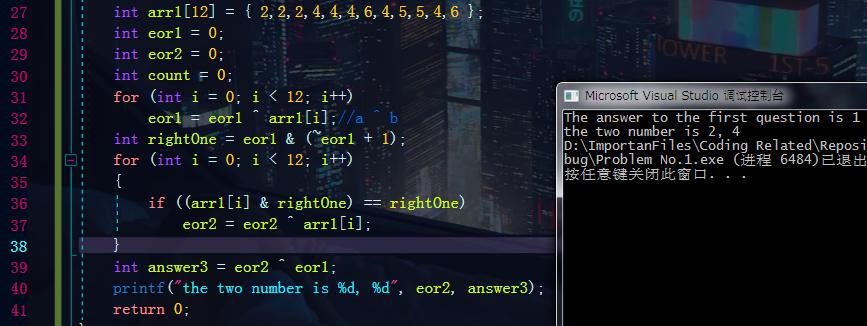 27 int arr1[12] = { 2,2,2,4,4,4,6,4,5,5,4,6 };
28 int eor1 = 0;
29 int eor2 = 0;
30 int count = 0;
31 for (int i = 0; i < 12; i++)
32 eor1 = eor1 ^ arr1[i];//a ^ b
33 int rightOne = eor1 & (~eor1 + 1);
34 for (int i = 0; i < 12; i++)
35 {
36 if ((arr1[i] & rightOne) == rightOne)
37 eor2 = eor2 ^ arr1[i];
38 }
39 int answer3 = eor2 ^ eor1;
40 printf("the two number is %d, %d", eor2, answer3);
41 return 0;
TOWER
1ST-5
Microsoft Visual Studio 调试控制台
The answer to the first question is 1
the two number is 2, 4
D:\ImportanFiles\Coding Related\Reposi
bug\Problem No.1.exe (进程 6484)已退出
按任意键关闭此窗口. . .